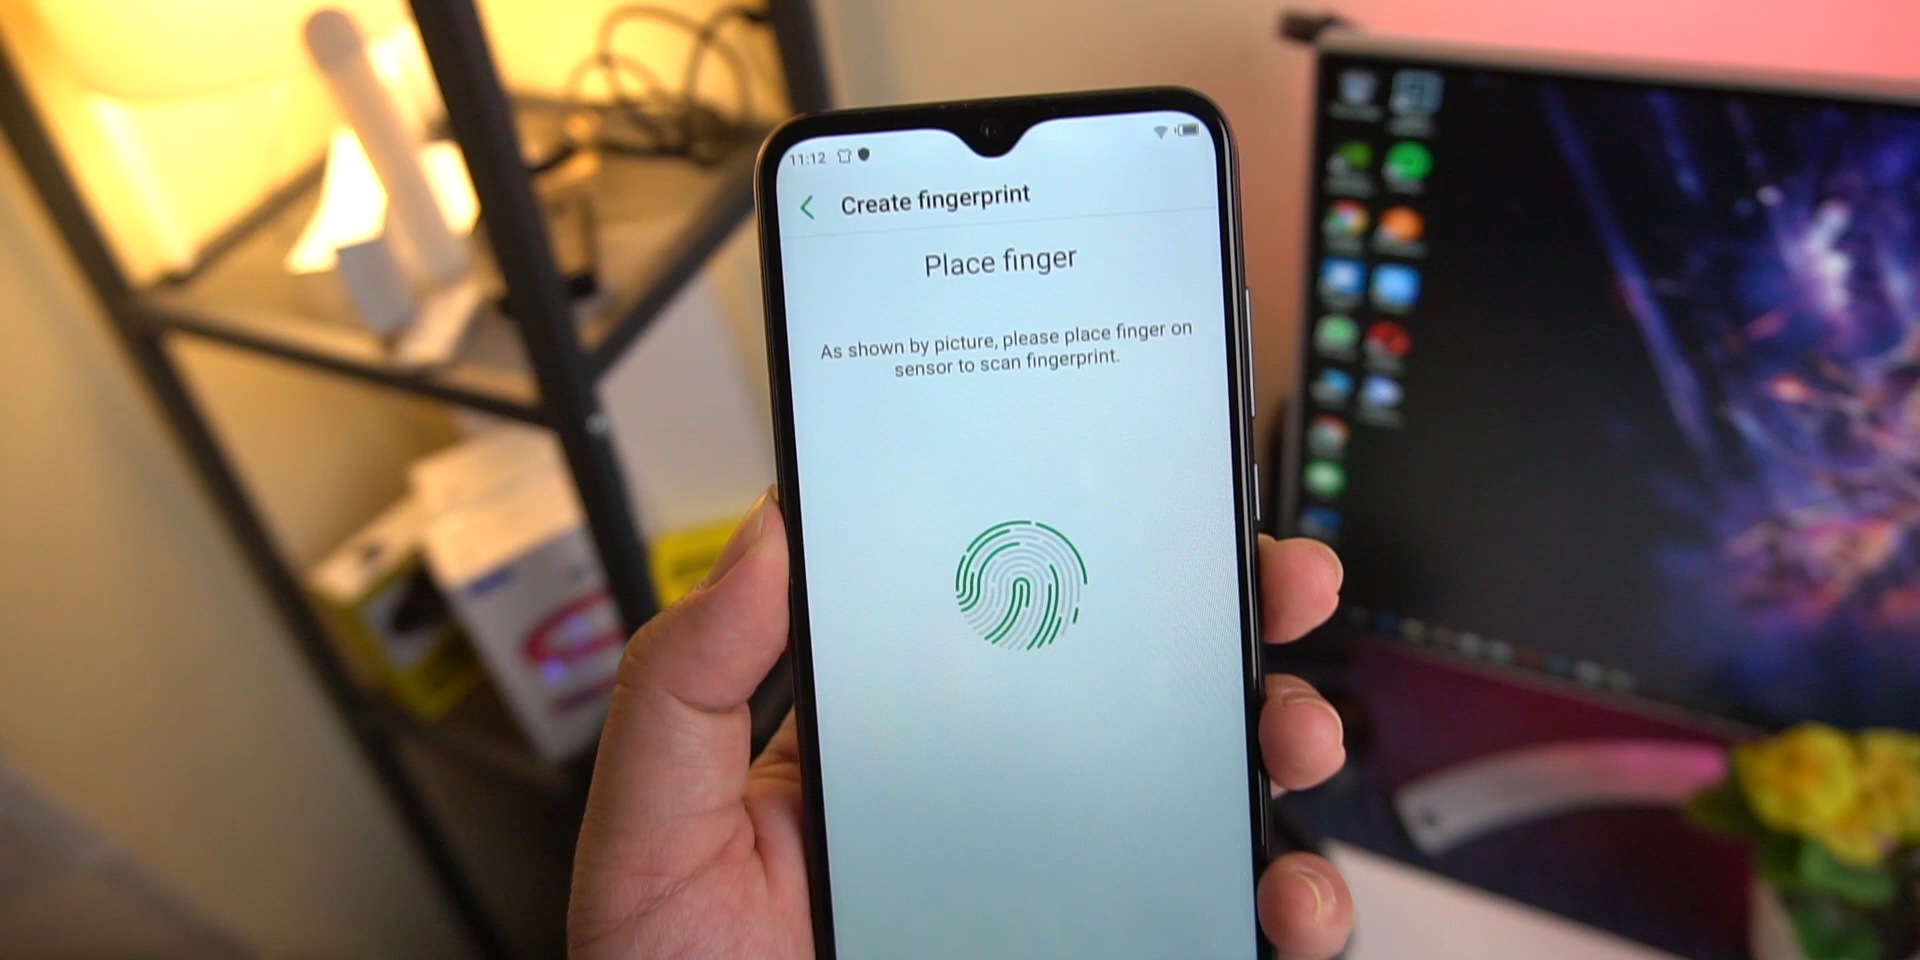 11:12
Create fingerprint
Place finger
As shown by picture, please place finger on
sensor to scan fingerprint.